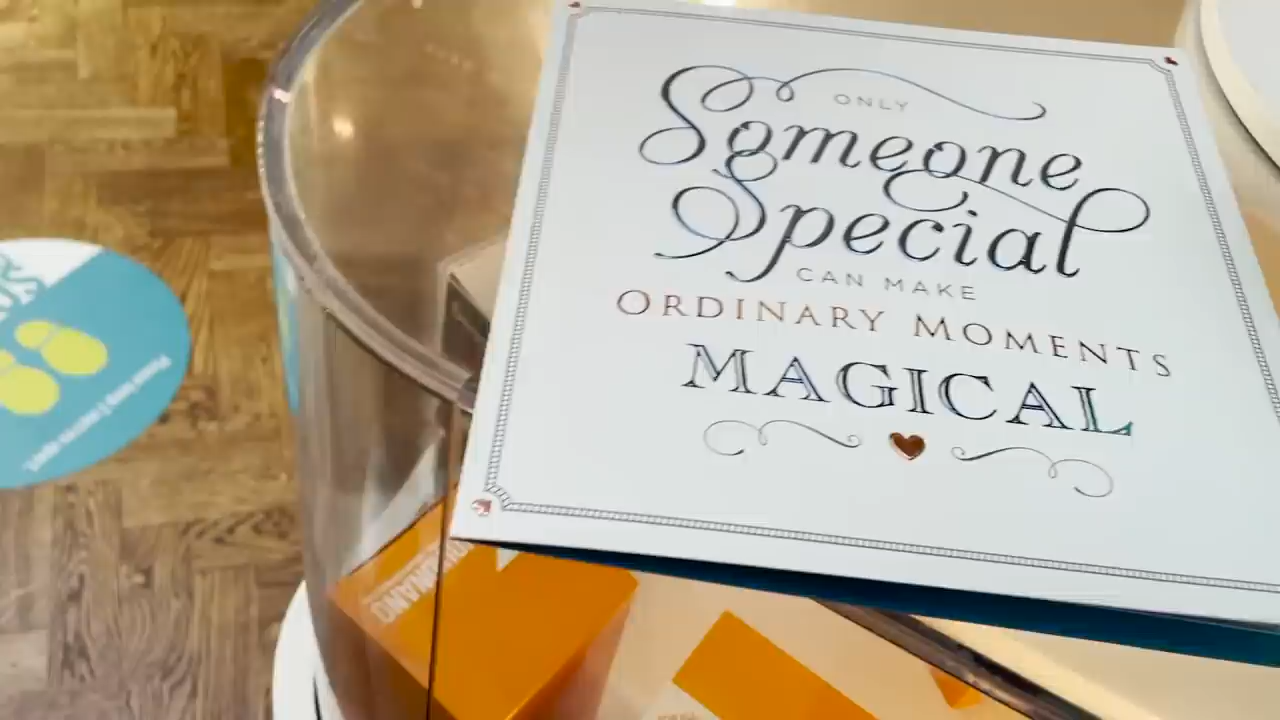 ONLY
Someone
Special
CAN MAKE
ORDINARY MOMENTS
MAGICAL